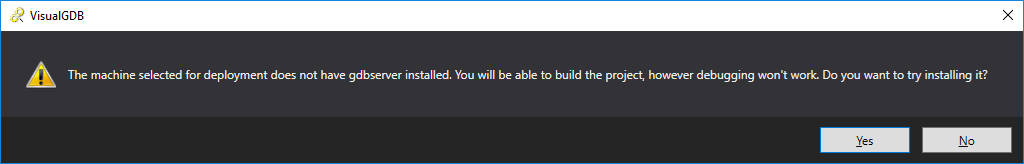 VisualGDB
The machine selected for deployment does not have gdbserver installed. You will be able to build the project, however debugging won't work. Do you want to try installing it?
Yes
No